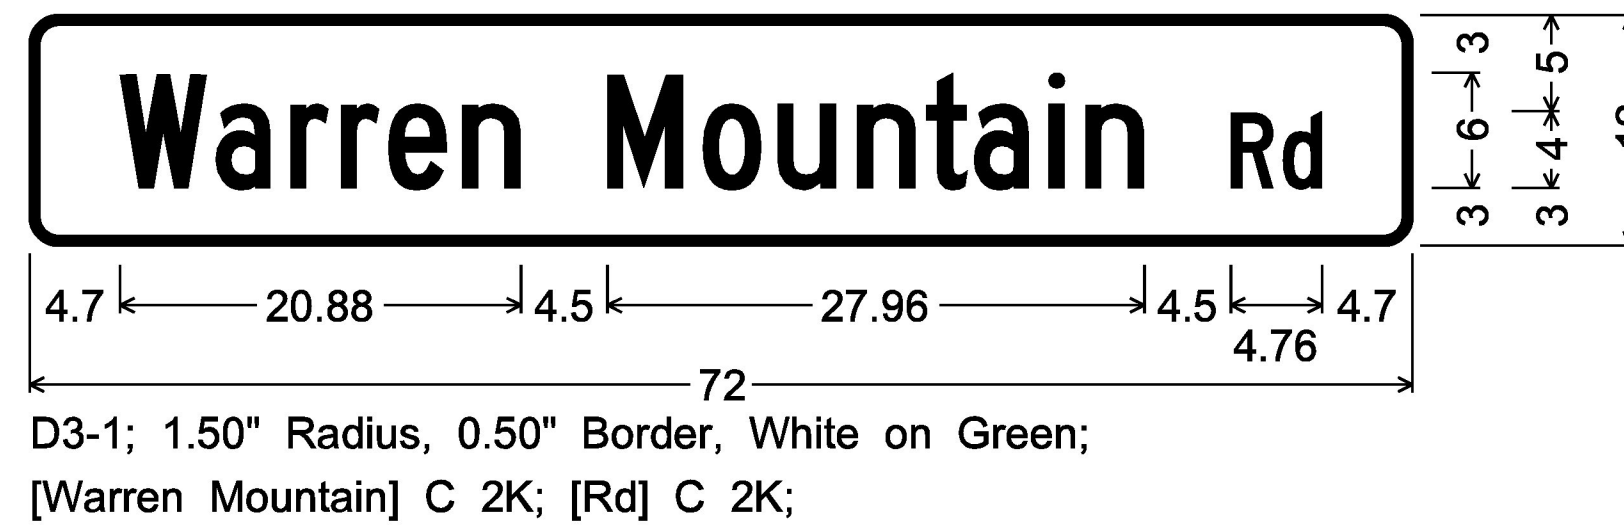 Warren Mountain Rd
3 5
6 4
3 3
4.7 20.88 4.5 27.96 4.5 4.7
4.76
72
D3-1; 1.50" Radius, 0.50" Border, White on Green;
[Warren Mountain] C 2K; [Rd] C 2K;